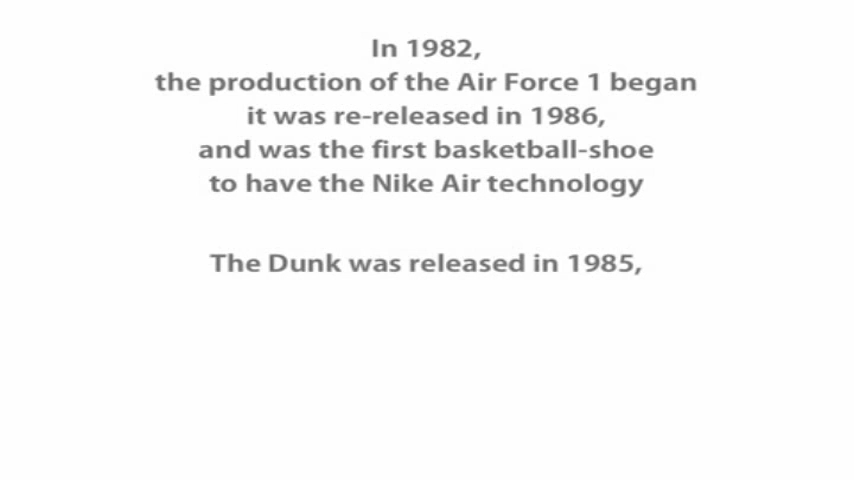 In 1982,
the production of the Air Force 1 began
it was re-released in 1986,
and was the first basketball-shoe
to have the Nike Air technology
The Dunk was released in 1985,